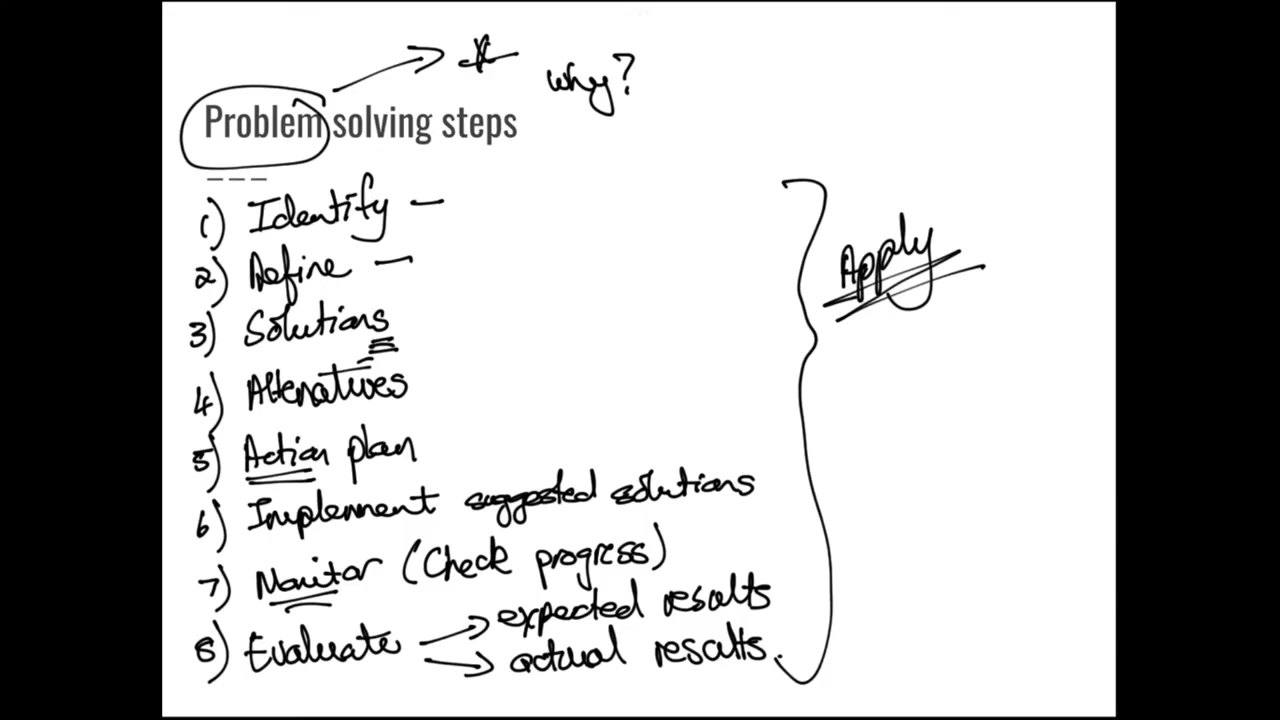 why?
Problem solving steps
1) Identify –
2) Define –
3) Solutions
4) Alternatives
5) Action plan
6) Implement suggested solutions
7) Monitor (Check progress)
8) Evaluate → expected results
→ actual results.
Apply